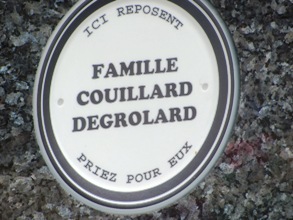 ICI REPOSENT
FAMILLE
COUILLARD
DEGROLARD
PRIEZ POUR EUX